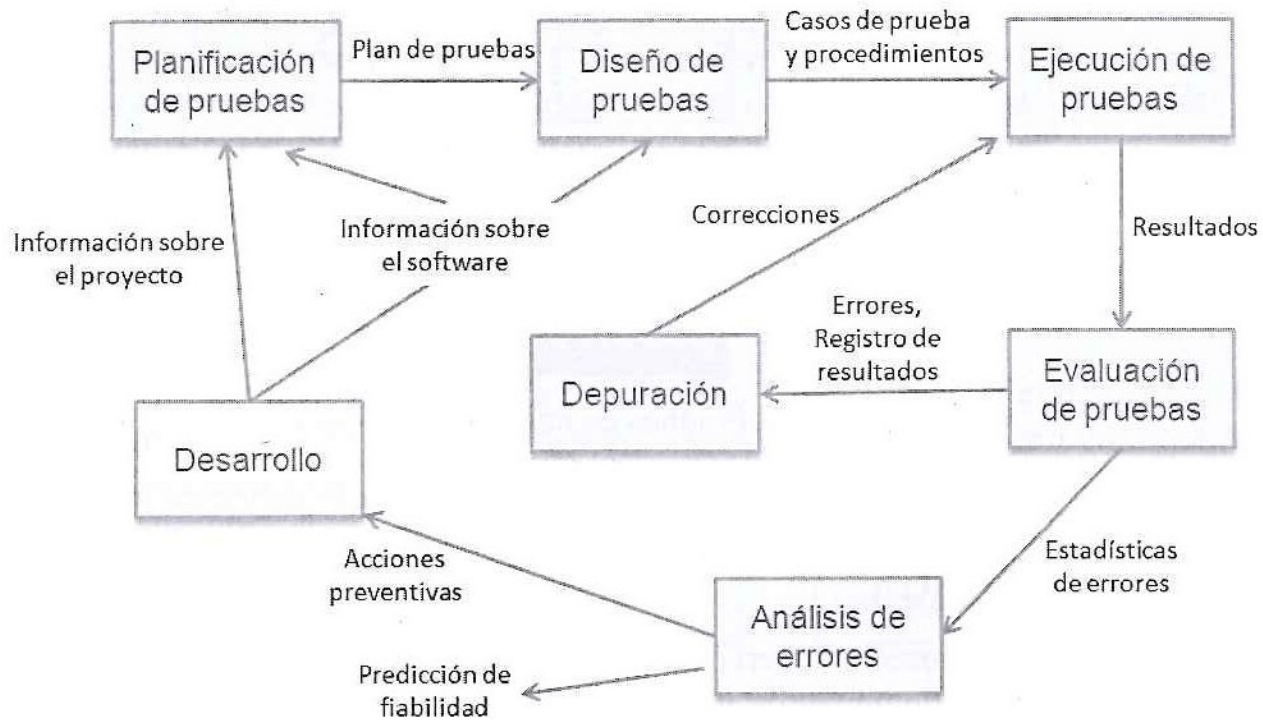 Planificación
de pruebas
Plan de pruebas
Diseño de
pruebas
Casos de prueba
y procedimientos
Ejecución de
pruebas
Información sobre
el proyecto
Información sobre
el software
Correcciones
Resultados
Errores,
Registro de
resultados
Depuración
Evaluación
de pruebas
Desarrollo
Acciones
preventivas
Estadísticas
de errores
Análisis de
errores
Predicción de
fiabilidad